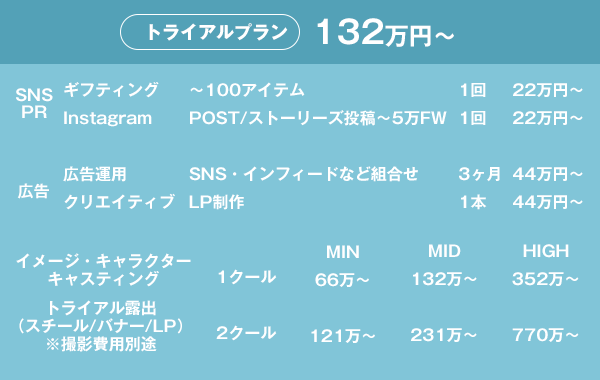 トライアルプラン 132万円〜
SNS PR
ギフティング 〜100アイテム 1回 22万円〜
Instagram POST/ストーリーズ投稿〜5万FW 1回 22万円〜
広告
広告運用 SNS・インフィードなど組合せ 3ヶ月 44万円〜
クリエイティブ LP制作 1本 44万円〜
MIN MID HIGH
イメージ・キャラクター
キャスティング
1クール 66万〜 132万〜 352万〜
トライアル露出
（スチール/バナー/LP）
※撮影費用別途
2クール 121万〜 231万〜 770万〜